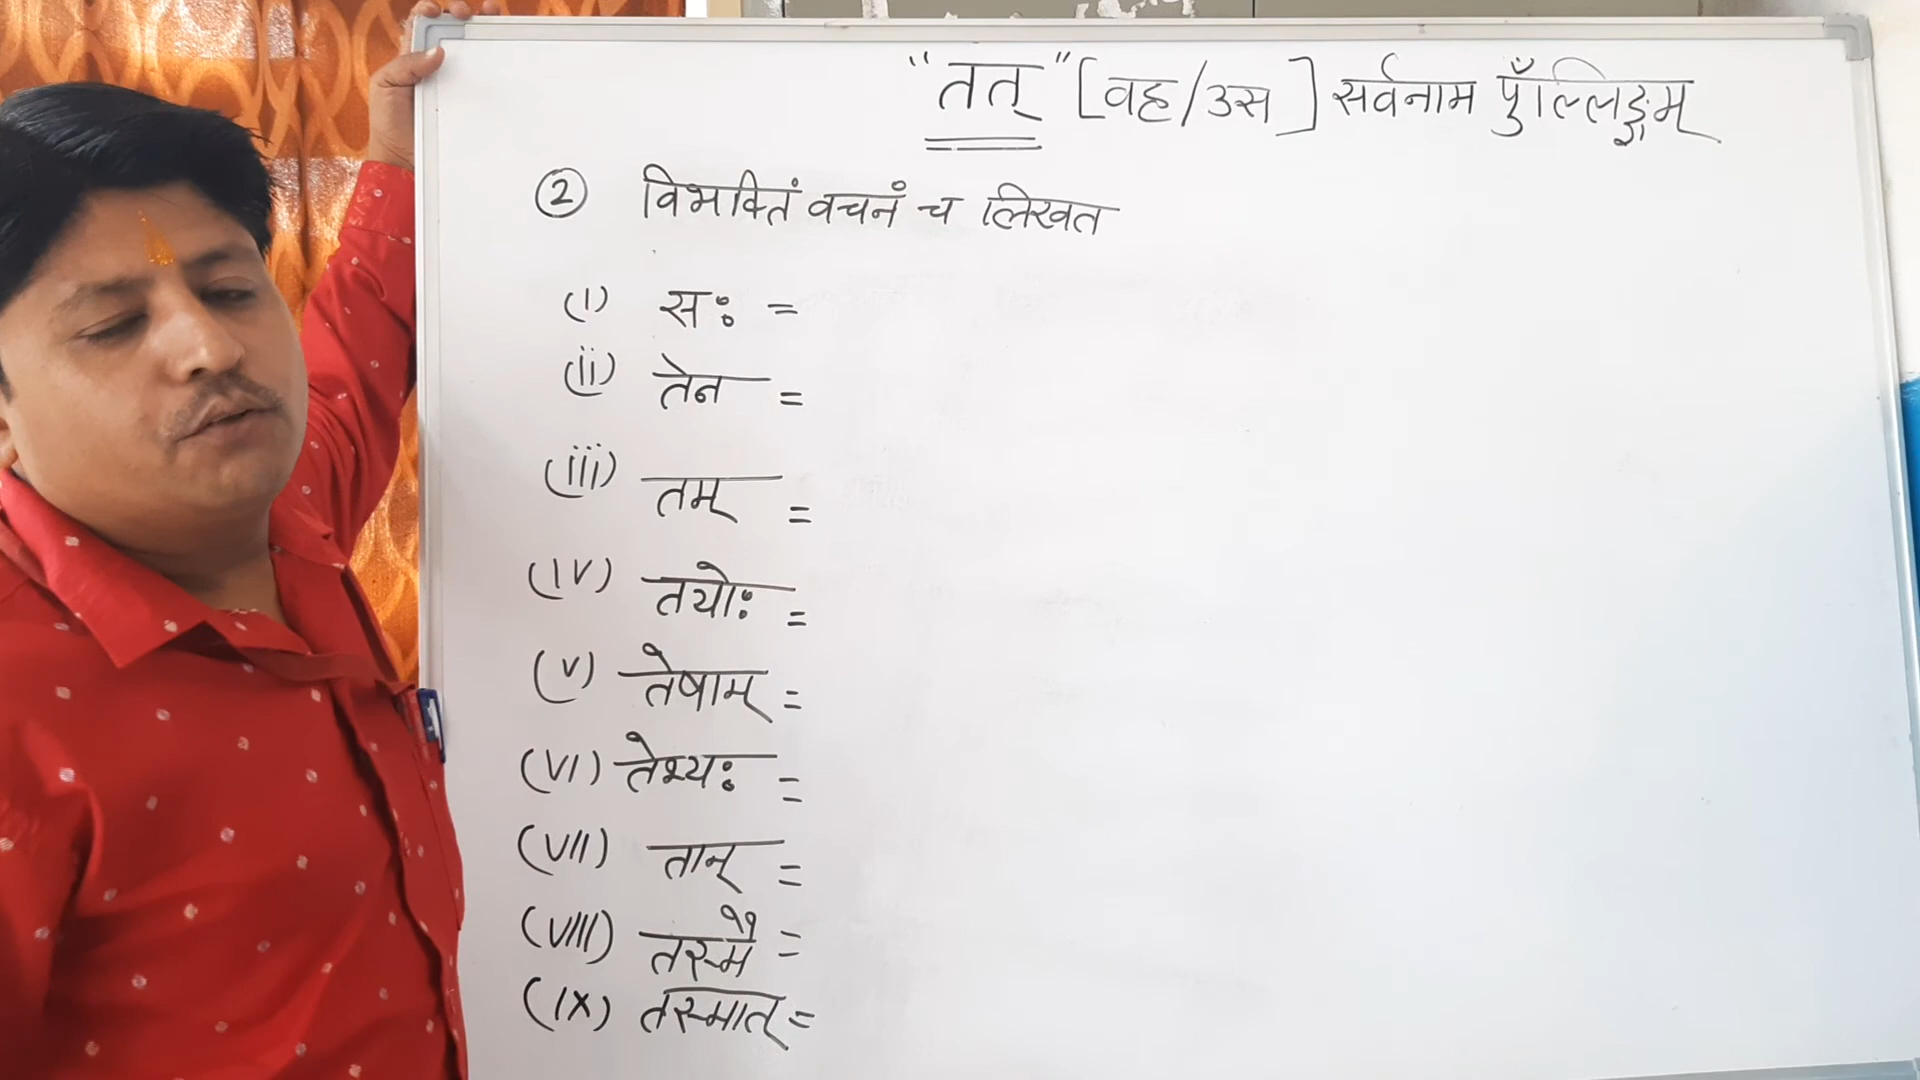 "तत्" [वह/उस] सर्वनाम पुँल्लिङ्गम्
② विभक्तिं वचनं च लिखत
(i) सः =
(ii) तेन =
(iii) तम् =
(iv) तयोः =
(v) तेषाम् =
(vi) तेभ्यः =
(vii) तान् =
(viii) तस्मै =
(ix) तस्मात् =